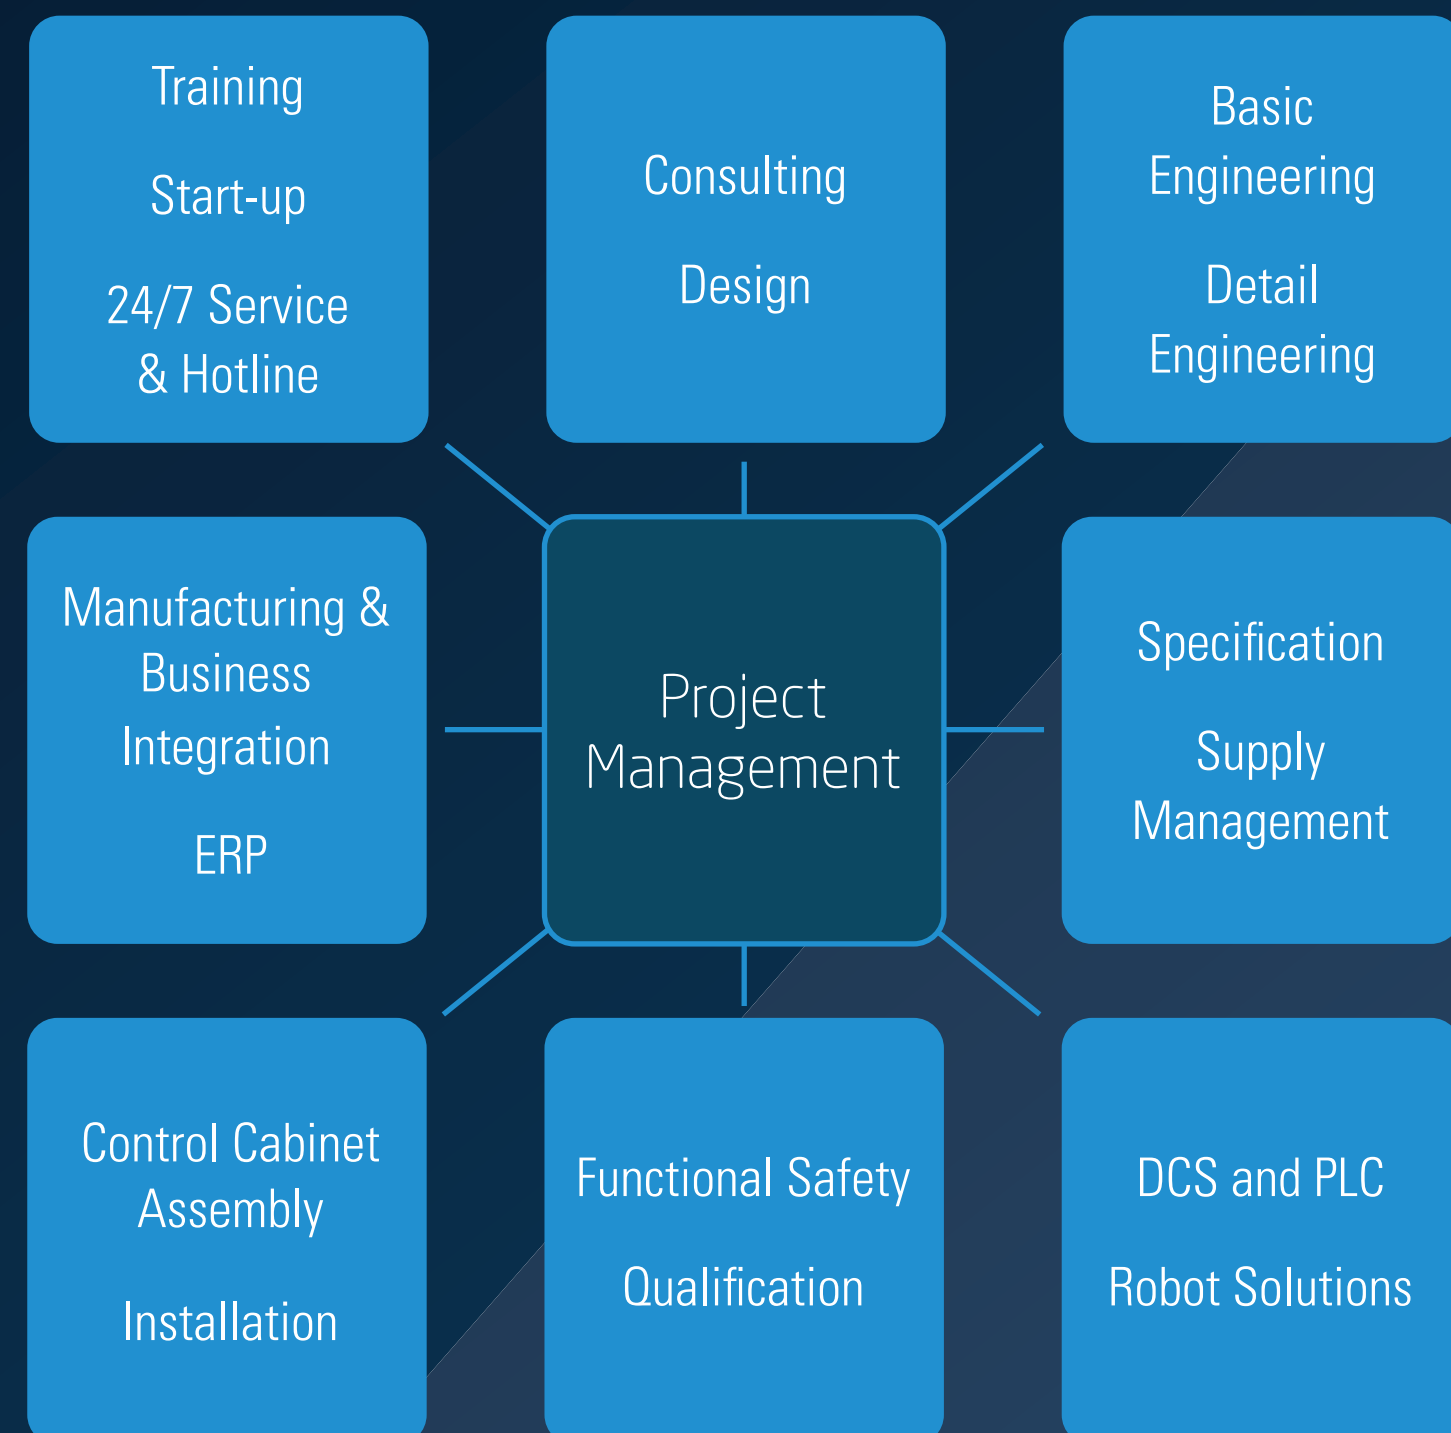 Training
Start-up
24/7 Service
& Hotline
Consulting
Design
Basic
Engineering
Detail
Engineering
Manufacturing &
Business
Integration
ERP
Project
Management
Specification
Supply
Management
Control Cabinet
Assembly
Installation
Functional Safety
Qualification
DCS and PLC
Robot Solutions